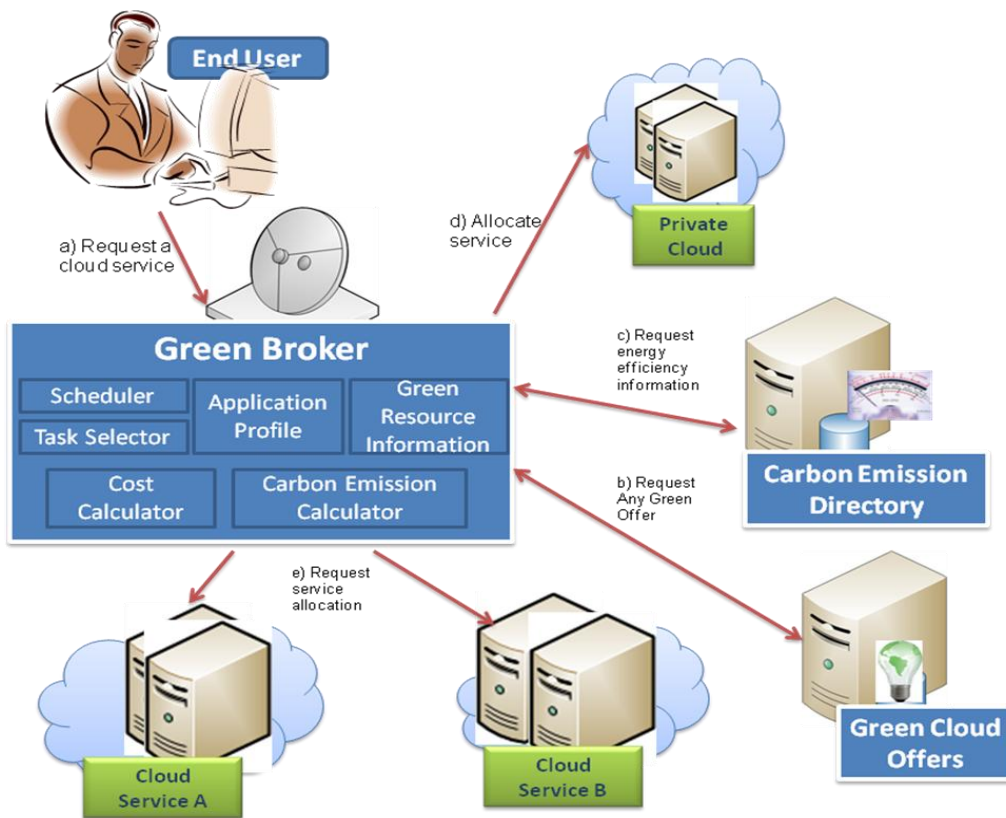 End User
a) Request a
cloud service
d) Allocate
service
Private
Cloud
Green Broker
Scheduler
Task Selector
Application
Profile
Green
Resource
Information
Cost
Calculator
Carbon Emission
Calculator
c) Request
energy
efficiency
information
Carbon Emission
Directory
b) Request
Any Green
Offer
Green Cloud
Offers
e) Request
service
allocation
Cloud
Service A
Cloud
Service B